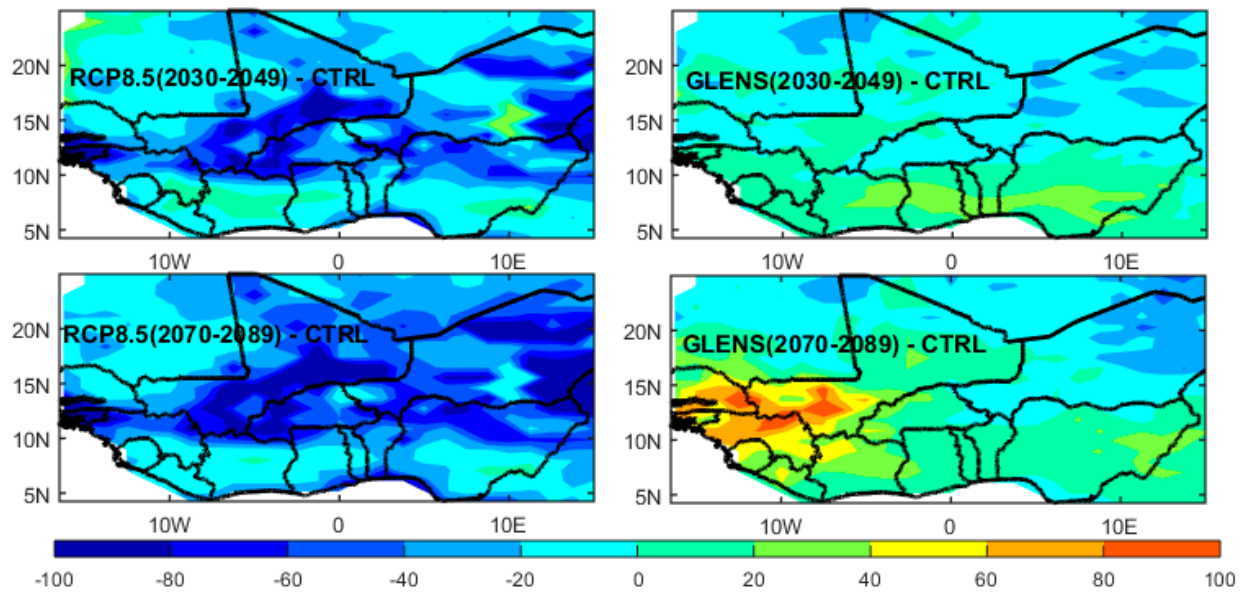 20N
15N
10N
5N
RCP8.5(2030-2049) - CTRL
10W 0 10E
20N
15N
10N
5N
GLENS(2030-2049) - CTRL
10W 0 10E
20N
15N
10N
5N
RCP8.5(2070-2089) - CTRL
10W 0 10E
20N
15N
10N
5N
GLENS(2070-2089) - CTRL
10W 0 10E
-100 -80 -60 -40 -20 0 20 40 60 80 100